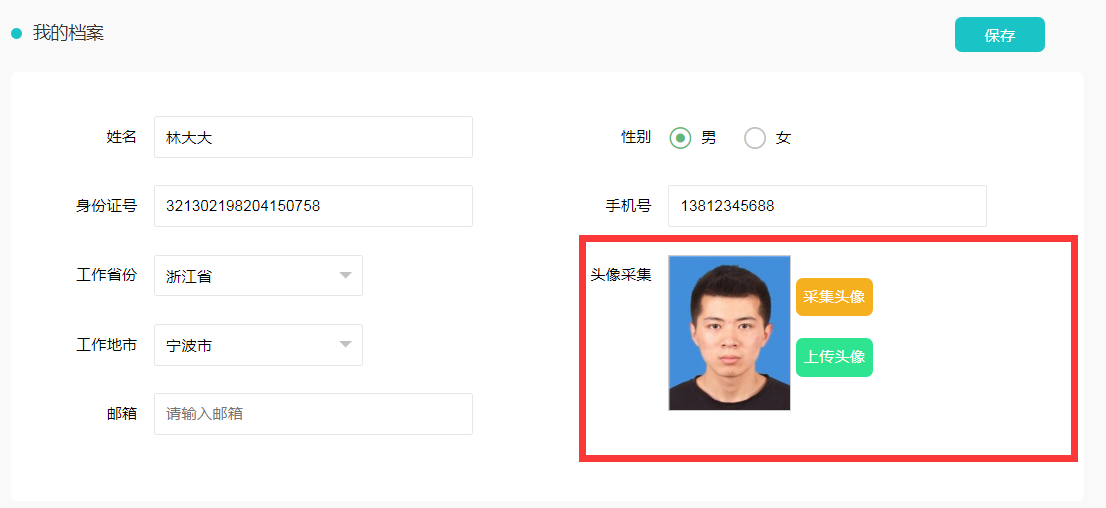 我的档案
保存
姓名 林大大
性别 男 女
身份证号 321302198204150758
手机号 13812345688
工作省份 浙江省
头像采集
采集头像
工作地市 宁波市
上传头像
邮箱 请输入邮箱